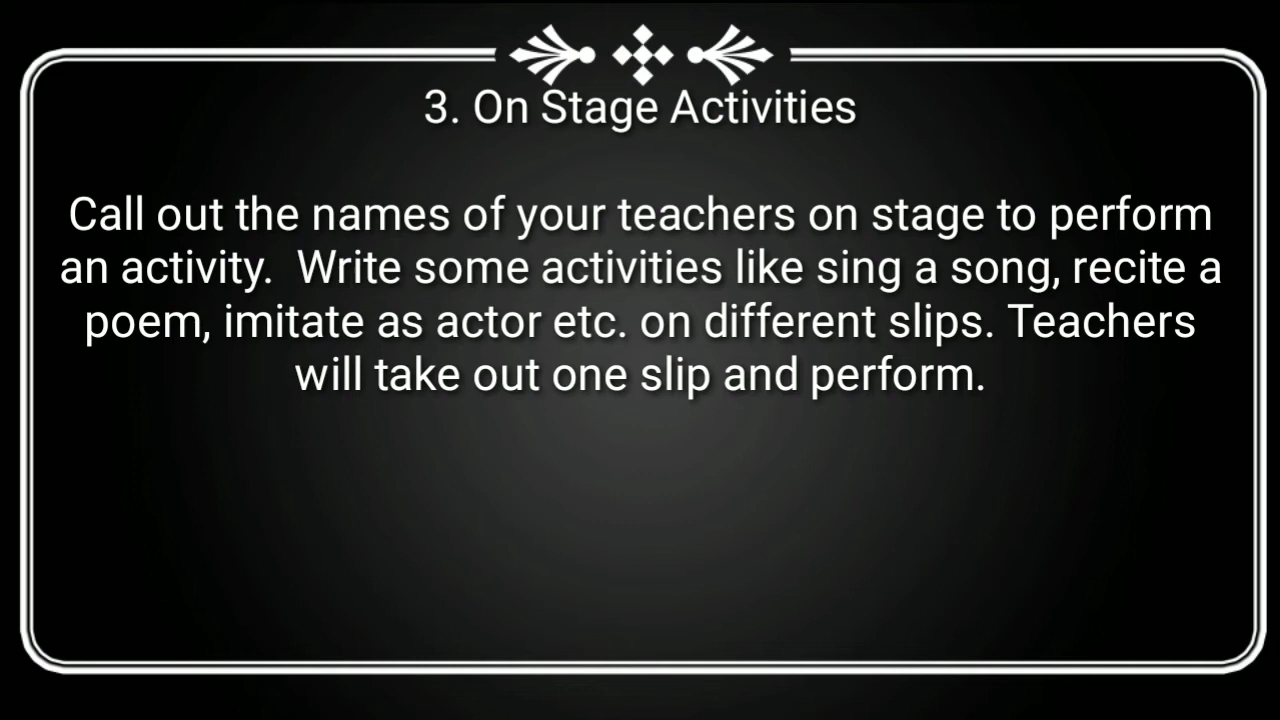 3. On Stage Activities
Call out the names of your teachers on stage to perform
an activity.  Write some activities like sing a song, recite a
poem, imitate as actor etc. on different slips. Teachers
will take out one slip and perform.